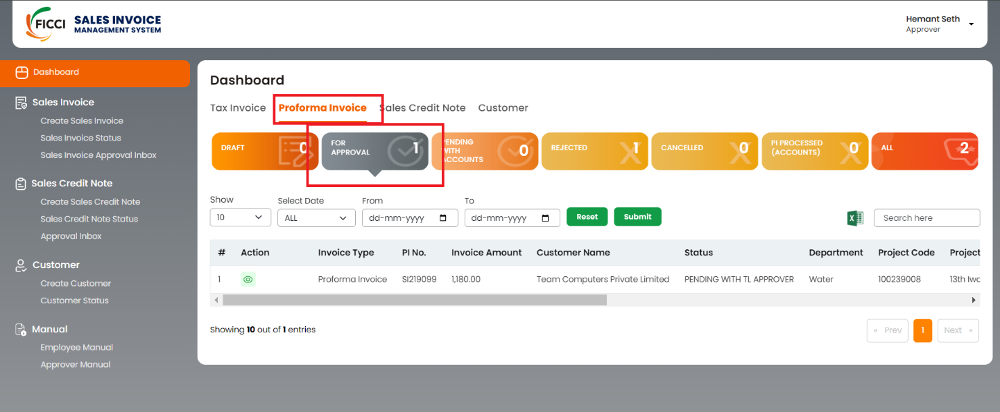 FICCI SALES INVOICE
MANAGEMENT SYSTEM
Hemant Seth
Approver
Dashboard
Sales Invoice
Create Sales Invoice
Sales Invoice Status
Sales Invoice Approval Inbox
Sales Credit Note
Create Sales Credit Note
Sales Credit Note Status
Approval Inbox
Customer
Create Customer
Customer Status
Manual
Employee Manual
Approver Manual
Dashboard
Tax Invoice Proforma Invoice Sales Credit Note Customer
DRAFT 0
FOR
APPROVAL 1
PENDING
WITH
ACCOUNTS 0
REJECTED 1
CANCELLED 0
PI PROCESSED
(ACCOUNTS) 0
ALL 2
Show Select Date From To
10 ALL dd-mm-yyyy dd-mm-yyyy Reset Submit Search here
# Action Invoice Type PI No. Invoice Amount Customer Name Status Department Project Code Project
1 Proforma Invoice SI219099 1,180.00 Team Computers Private Limited PENDING WITH TL APPROVER Water 100239008 13th Iwc
Showing 10 out of 1 entries
« Prev 1 Next »